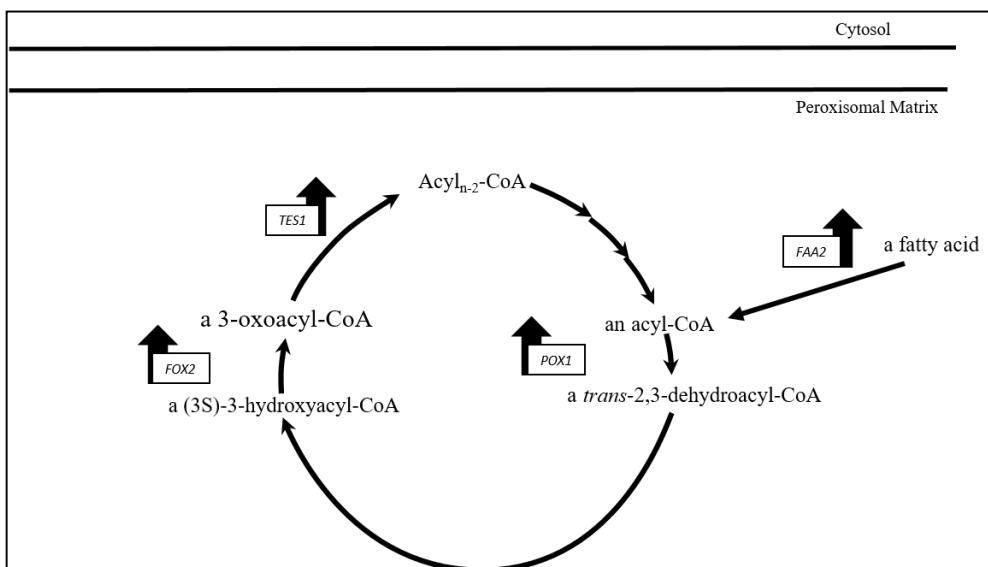 Cytosol
Peroxisomal Matrix
Acyln-2-CoA
TES1
FAA2
a fatty acid
a 3-oxoacyl-CoA
an acyl-CoA
FOX2
POX1
a (3S)-3-hydroxyacyl-CoA
a trans-2,3-dehydroacyl-CoA